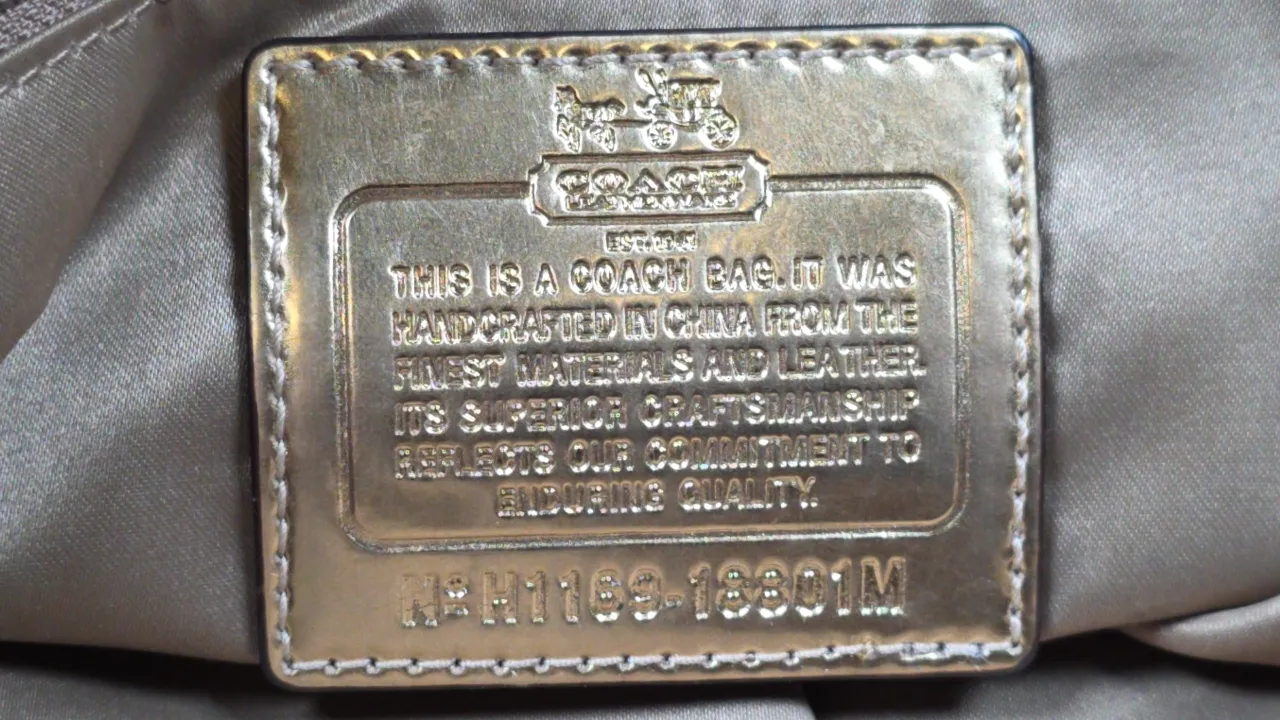 COACH
EST. 1941
THIS IS A COACH BAG. IT WAS
HANDCRAFTED IN CHINA FROM THE
FINEST MATERIALS AND LEATHER.
ITS SUPERIOR CRAFTSMANSHIP
REFLECTS OUR COMMITMENT TO
ENDURING QUALITY.
Nº H1169-18801M